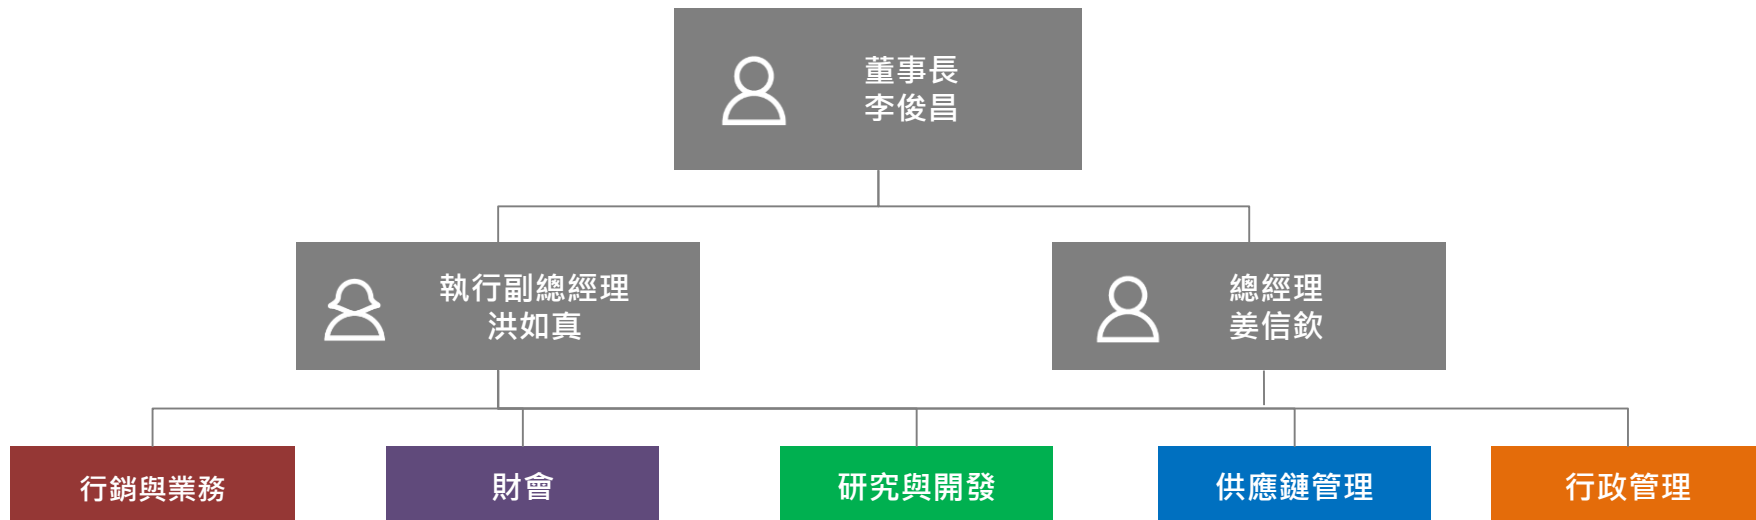 董事長
李俊昌
執行副總經理
洪如真
總經理
姜信欽
行銷與業務
財會
研究與開發
供應鏈管理
行政管理